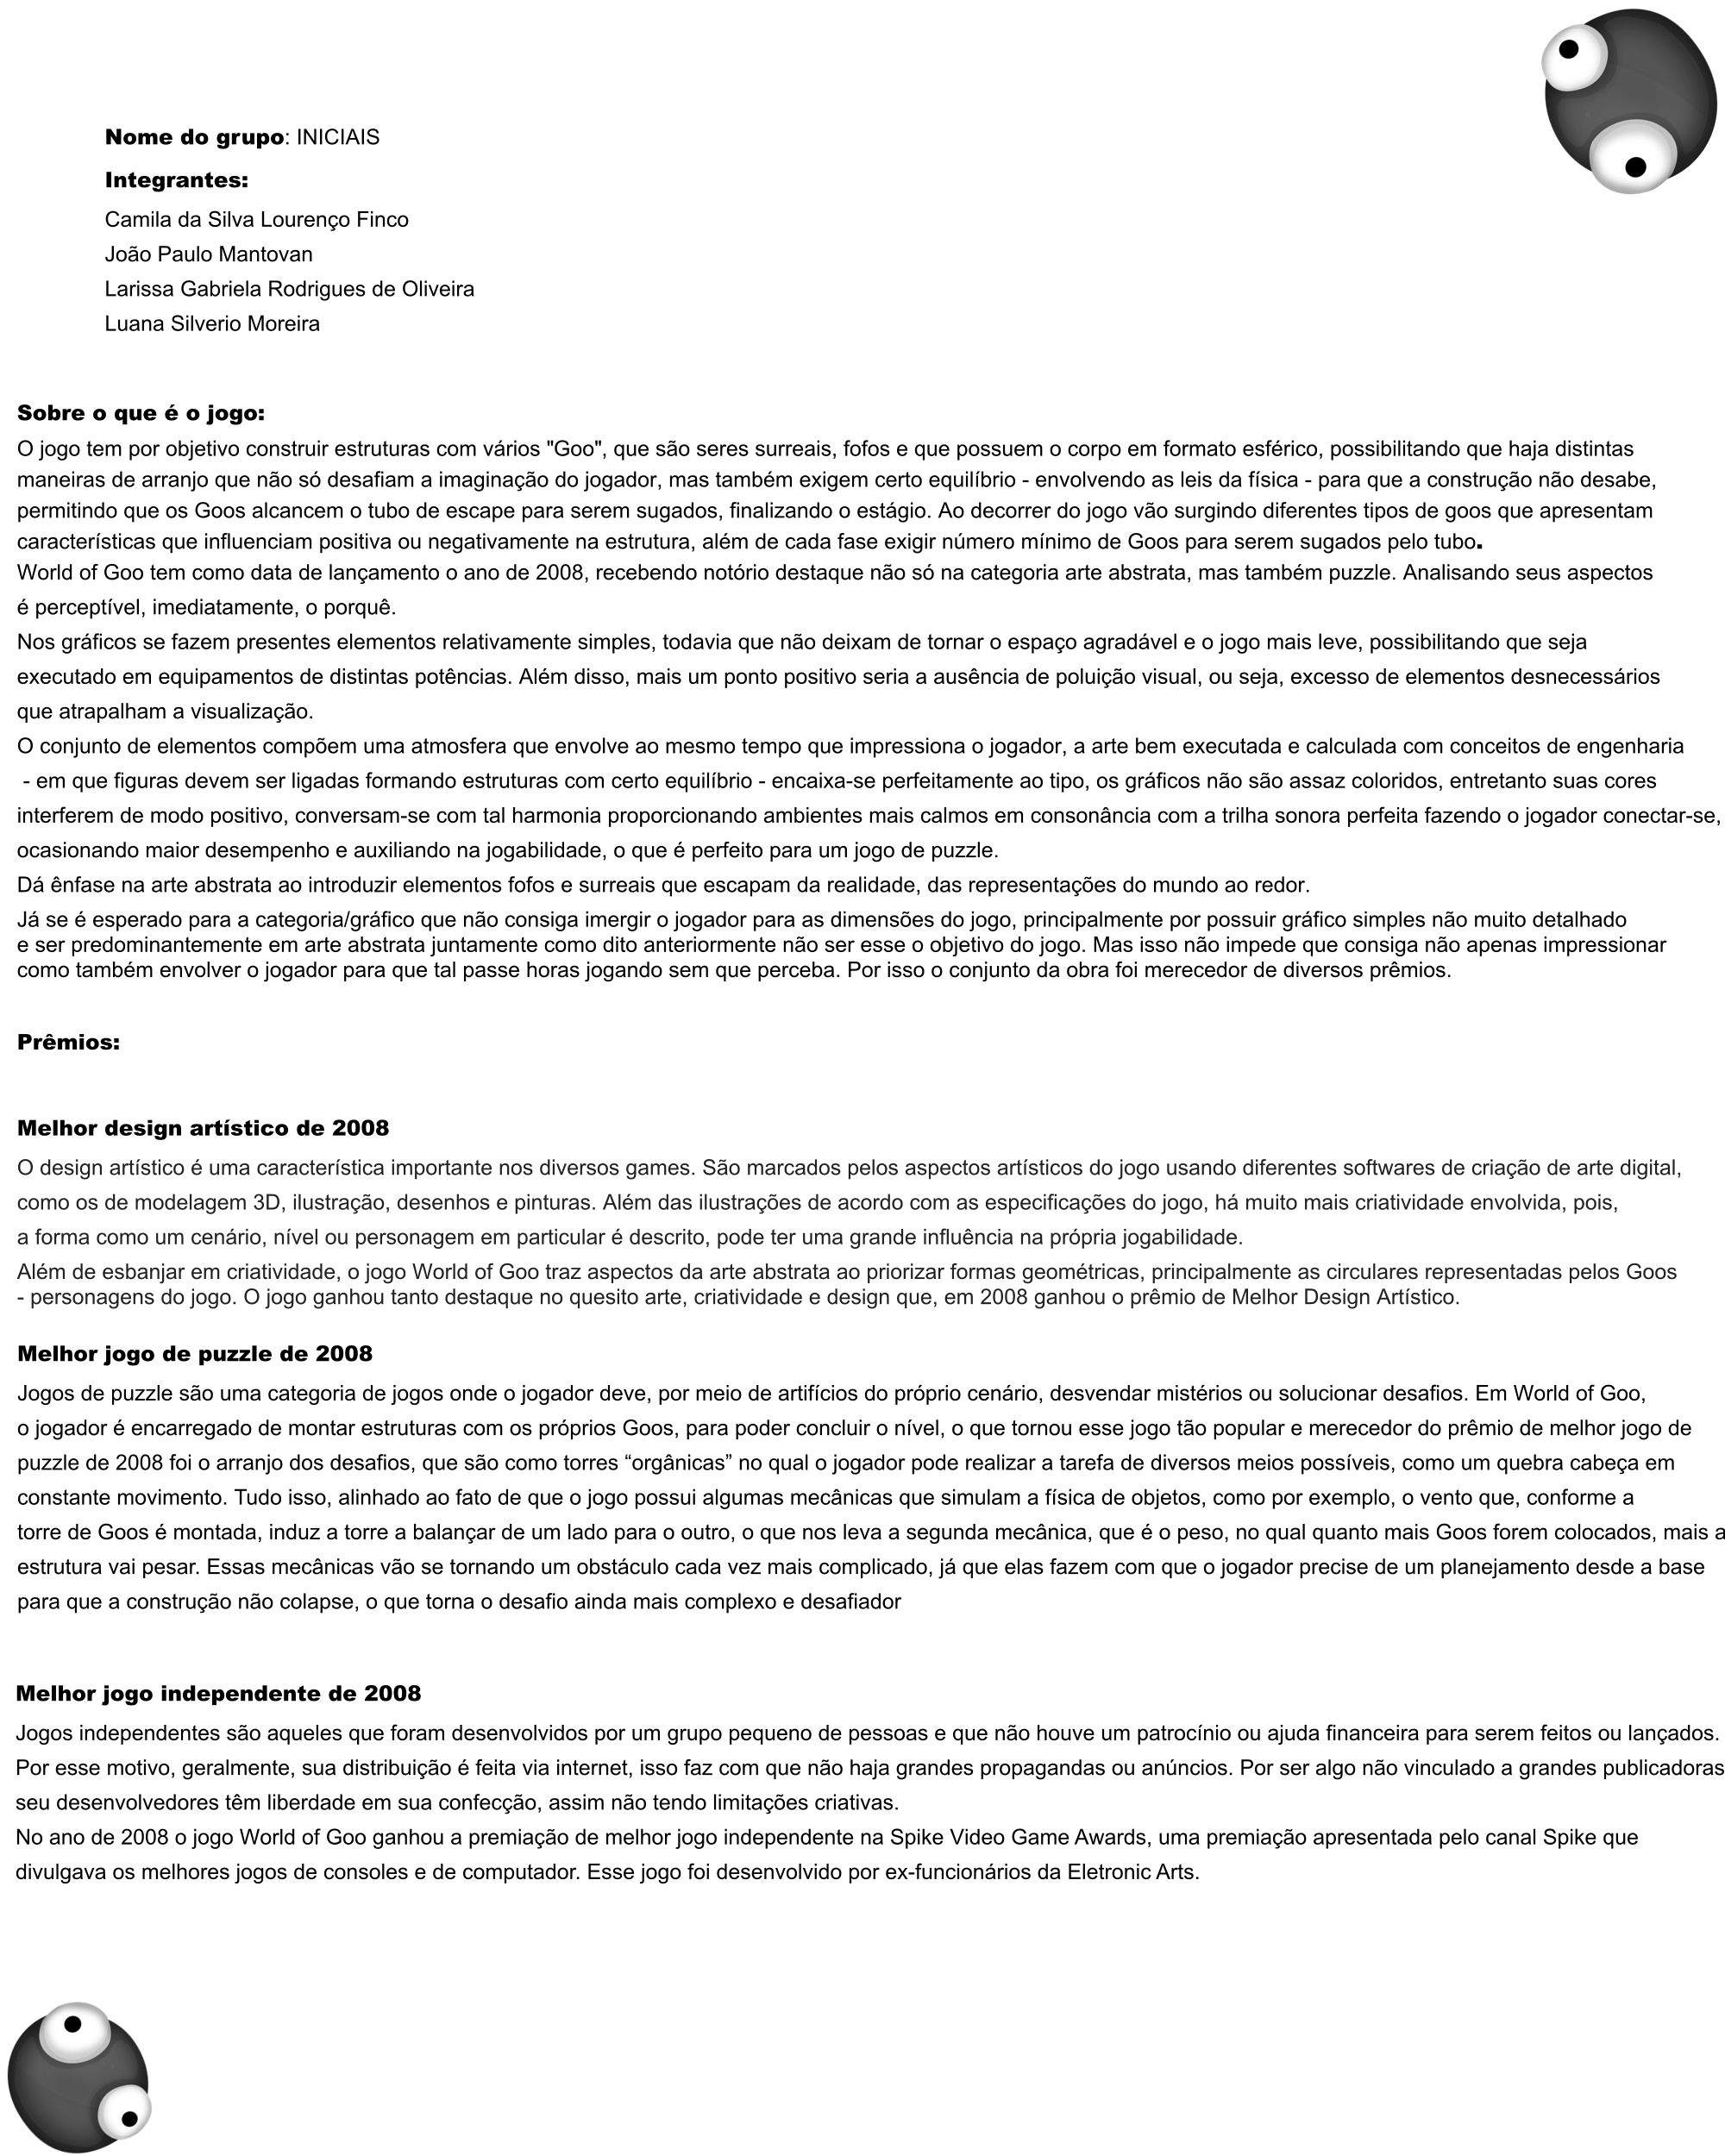 Nome do grupo: INICIAIS
Integrantes:
Camila da Silva Lourenço Finco
João Paulo Mantovan
Larissa Gabriela Rodrigues de Oliveira
Luana Silverio Moreira
Sobre o que é o jogo:
O jogo tem por objetivo construir estruturas com vários "Goo", que são seres surreais, fofos e que possuem o corpo em formato esférico, possibilitando que haja distintas
maneiras de arranjo que não só desafiam a imaginação do jogador, mas também exigem certo equilíbrio - envolvendo as leis da física - para que a construção não desabe,
permitindo que os Goos alcancem o tubo de escape para serem sugados, finalizando o estágio. Ao decorrer do jogo vão surgindo diferentes tipos de goos que apresentam
características que influenciam positiva ou negativamente na estrutura, além de cada fase exigir número mínimo de Goos para serem sugados pelo tubo.
World of Goo tem como data de lançamento o ano de 2008, recebendo notório destaque não só na categoria arte abstrata, mas também puzzle. Analisando seus aspectos
é perceptível, imediatamente, o porquê.
Nos gráficos se fazem presentes elementos relativamente simples, todavia que não deixam de tornar o espaço agradável e o jogo mais leve, possibilitando que seja
executado em equipamentos de distintas potências. Além disso, mais um ponto positivo seria a ausência de poluição visual, ou seja, excesso de elementos desnecessários
que atrapalham a visualização.
O conjunto de elementos compõem uma atmosfera que envolve ao mesmo tempo que impressiona o jogador, a arte bem executada e calculada com conceitos de engenharia
- em que figuras devem ser ligadas formando estruturas com certo equilíbrio - encaixa-se perfeitamente ao tipo, os gráficos não são assaz coloridos, entretanto suas cores
interferem de modo positivo, conversam-se com tal harmonia proporcionando ambientes mais calmos em consonância com a trilha sonora perfeita fazendo o jogador conectar-se,
ocasionando maior desempenho e auxiliando na jogabilidade, o que é perfeito para um jogo de puzzle.
Dá ênfase na arte abstrata ao introduzir elementos fofos e surreais que escapam da realidade, das representações do mundo ao redor.
Já se é esperado para a categoria/gráfico que não consiga imergir o jogador para as dimensões do jogo, principalmente por possuir gráfico simples não muito detalhado
e ser predominantemente em arte abstrata juntamente como dito anteriormente não ser esse o objetivo do jogo. Mas isso não impede que consiga não apenas impressionar
como também envolver o jogador para que tal passe horas jogando sem que perceba. Por isso o conjunto da obra foi merecedor de diversos prêmios.
Prêmios:
Melhor design artístico de 2008
O design artístico é uma característica importante nos diversos games. São marcados pelos aspectos artísticos do jogo usando diferentes softwares de criação de arte digital,
como os de modelagem 3D, ilustração, desenhos e pinturas. Além das ilustrações de acordo com as especificações do jogo, há muito mais criatividade envolvida, pois,
a forma como um cenário, nível ou personagem em particular é descrito, pode ter uma grande influência na própria jogabilidade.
Além de esbanjar em criatividade, o jogo World of Goo traz aspectos da arte abstrata ao priorizar formas geométricas, principalmente as circulares representadas pelos Goos
- personagens do jogo. O jogo ganhou tanto destaque no quesito arte, criatividade e design que, em 2008 ganhou o prêmio de Melhor Design Artístico.
Melhor jogo de puzzle de 2008
Jogos de puzzle são uma categoria de jogos onde o jogador deve, por meio de artifícios do próprio cenário, desvendar mistérios ou solucionar desafios. Em World of Goo,
o jogador é encarregado de montar estruturas com os próprios Goos, para poder concluir o nível, o que tornou esse jogo tão popular e merecedor do prêmio de melhor jogo de
puzzle de 2008 foi o arranjo dos desafios, que são como torres “orgânicas” no qual o jogador pode realizar a tarefa de diversos meios possíveis, como um quebra cabeça em
constante movimento. Tudo isso, alinhado ao fato de que o jogo possui algumas mecânicas que simulam a física de objetos, como por exemplo, o vento que, conforme a
torre de Goos é montada, induz a torre a balançar de um lado para o outro, o que nos leva a segunda mecânica, que é o peso, no qual quanto mais Goos forem colocados, mais a
estrutura vai pesar. Essas mecânicas vão se tornando um obstáculo cada vez mais complicado, já que elas fazem com que o jogador precise de um planejamento desde a base
para que a construção não colapse, o que torna o desafio ainda mais complexo e desafiador
Melhor jogo independente de 2008
Jogos independentes são aqueles que foram desenvolvidos por um grupo pequeno de pessoas e que não houve um patrocínio ou ajuda financeira para serem feitos ou lançados.
Por esse motivo, geralmente, sua distribuição é feita via internet, isso faz com que não haja grandes propagandas ou anúncios. Por ser algo não vinculado a grandes publicadoras
seu desenvolvedores têm liberdade em sua confecção, assim não tendo limitações criativas.
No ano de 2008 o jogo World of Goo ganhou a premiação de melhor jogo independente na Spike Video Game Awards, uma premiação apresentada pelo canal Spike que
divulgava os melhores jogos de consoles e de computador. Esse jogo foi desenvolvido por ex-funcionários da Eletronic Arts.